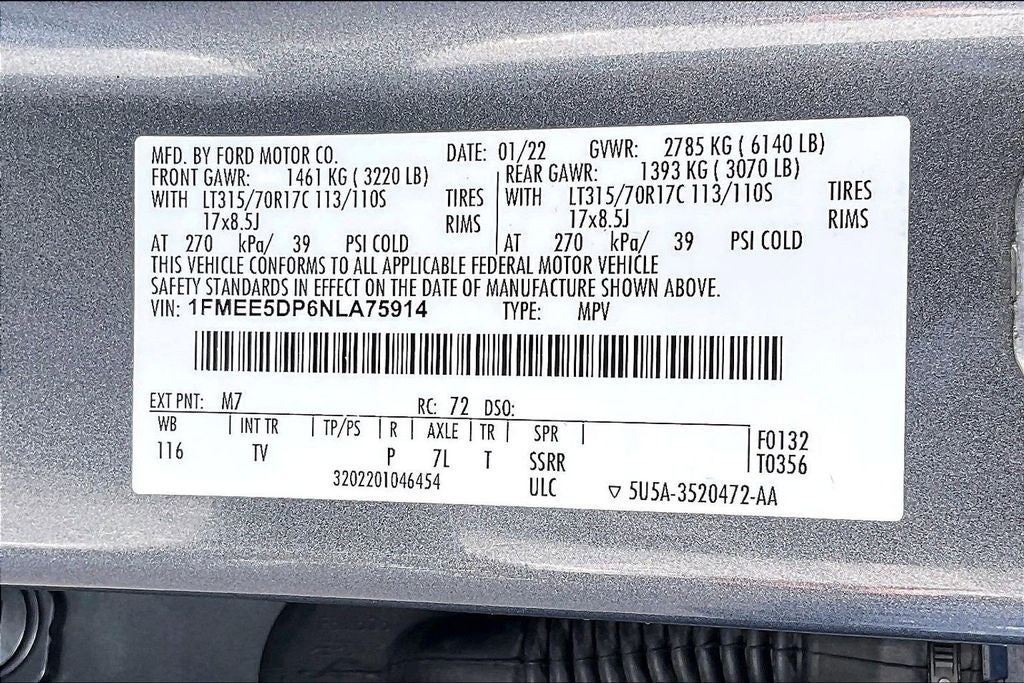 MFD. BY FORD MOTOR CO. DATE: 01/22 GVWR: 2785 KG ( 6140 LB)
FRONT GAWR: 1461 KG ( 3220 LB) REAR GAWR: 1393 KG ( 3070 LB)
WITH LT315/70R17C 113/110S TIRES WITH LT315/70R17C 113/110S TIRES
17x8.5J RIMS 17x8.5J RIMS
AT 270 kPa/ 39 PSI COLD AT 270 kPa/ 39 PSI COLD
THIS VEHICLE CONFORMS TO ALL APPLICABLE FEDERAL MOTOR VEHICLE
SAFETY STANDARDS IN EFFECT ON THE DATE OF MANUFACTURE SHOWN ABOVE.
VIN: 1FMEE5DP6NLA75914 TYPE: MPV
EXT PNT: M7 RC: 72 DSO:
WB INT TR TP/PS R AXLE TR SPR F0132
116 TV P 7L T SSRR T0356
3202201046454 ULC ▽ 5U5A-3520472-AA